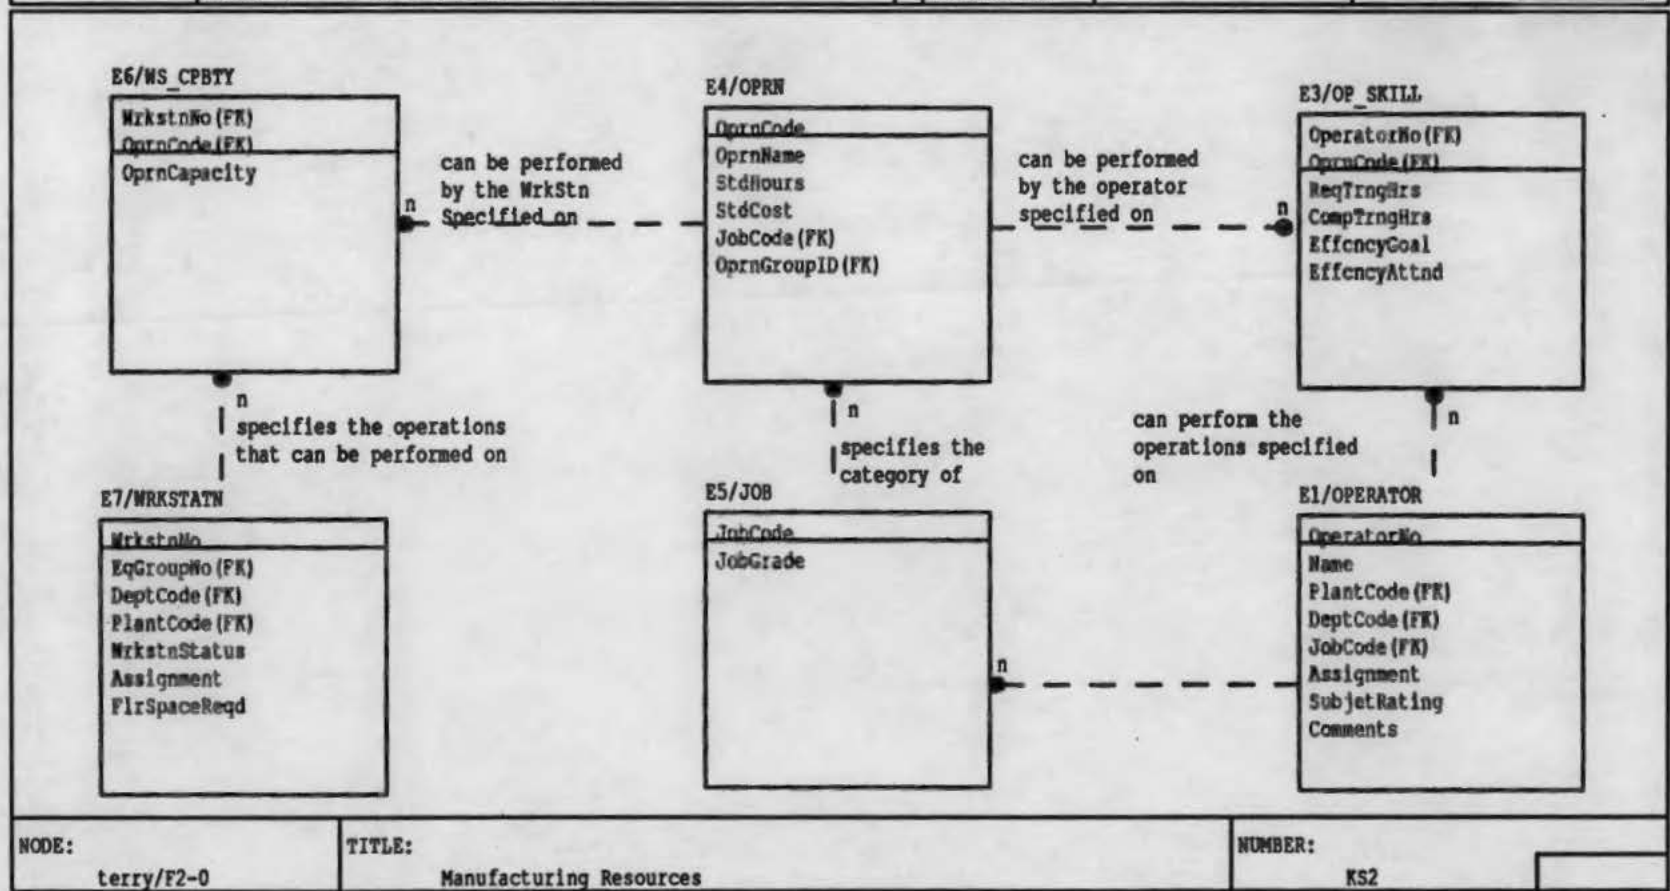 E6/WS_CPBTY
WrkstnNo(FK)
OprnCode(FK)
OprnCapacity
can be performed
by the WrkStn
Specified on
n
E4/OPRN
OprnCode
OprnName
StdHours
StdCost
JobCode(FK)
OprnGroupID(FK)
can be performed
by the operator
specified on
n
E3/OP_SKILL
OperatorNo(FK)
OprnCode(FK)
ReqTrngHrs
CompTrngHrs
EffcncyGoal
EffcncyAttnd
n
specifies the operations
that can be performed on
n
specifies the
category of
can perform the
operations specified
on
n
E7/WRKSTATN
WrkstnNo
EqGroupNo(FK)
DeptCode(FK)
PlantCode(FK)
WrkstnStatus
Assignment
FlrSpaceReqd
E5/JOB
JobCode
JobGrade
n
E1/OPERATOR
OperatorNo
Name
PlantCode(FK)
DeptCode(FK)
JobCode(FK)
Assignment
SubjetRating
Comments
NODE:
terry/F2-0
TITLE:
Manufacturing Resources
NUMBER:
KS2